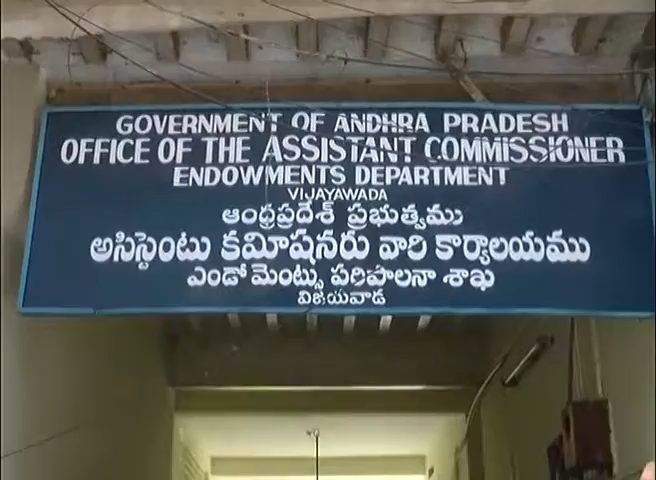 GOVERNMENT OF ANDHRA PRADESH
OFFICE OF THE ASSISTANT COMMISSIONER
ENDOWMENTS DEPARTMENT
VIJAYAWADA
ఆంధ్రప్రదేశ్ ప్రభుత్వము
అసిస్టెంటు కమీషనరు వారి కార్యాలయము
ఎండోమెంట్సు పరిపాలనా శాఖ
విజయవాడ